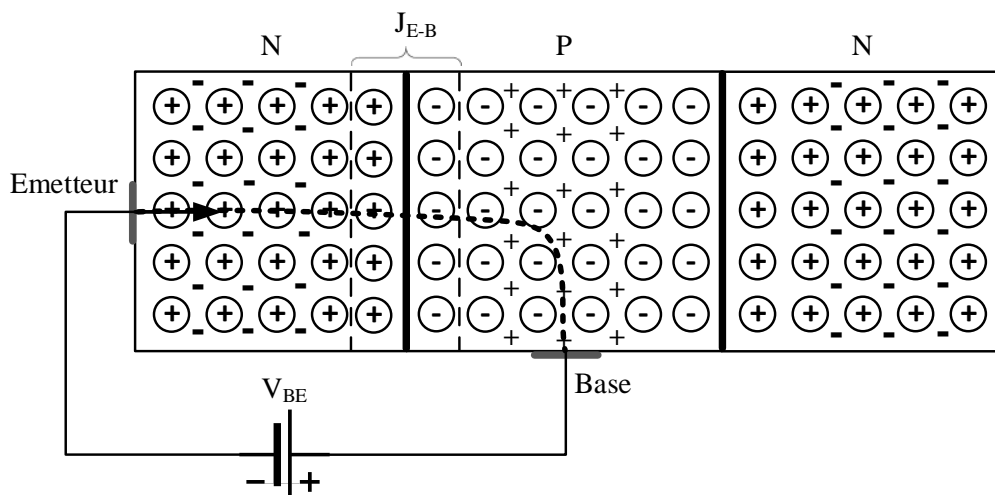 J_E-B
N P N
Emetteur
V_BE
Base
- +